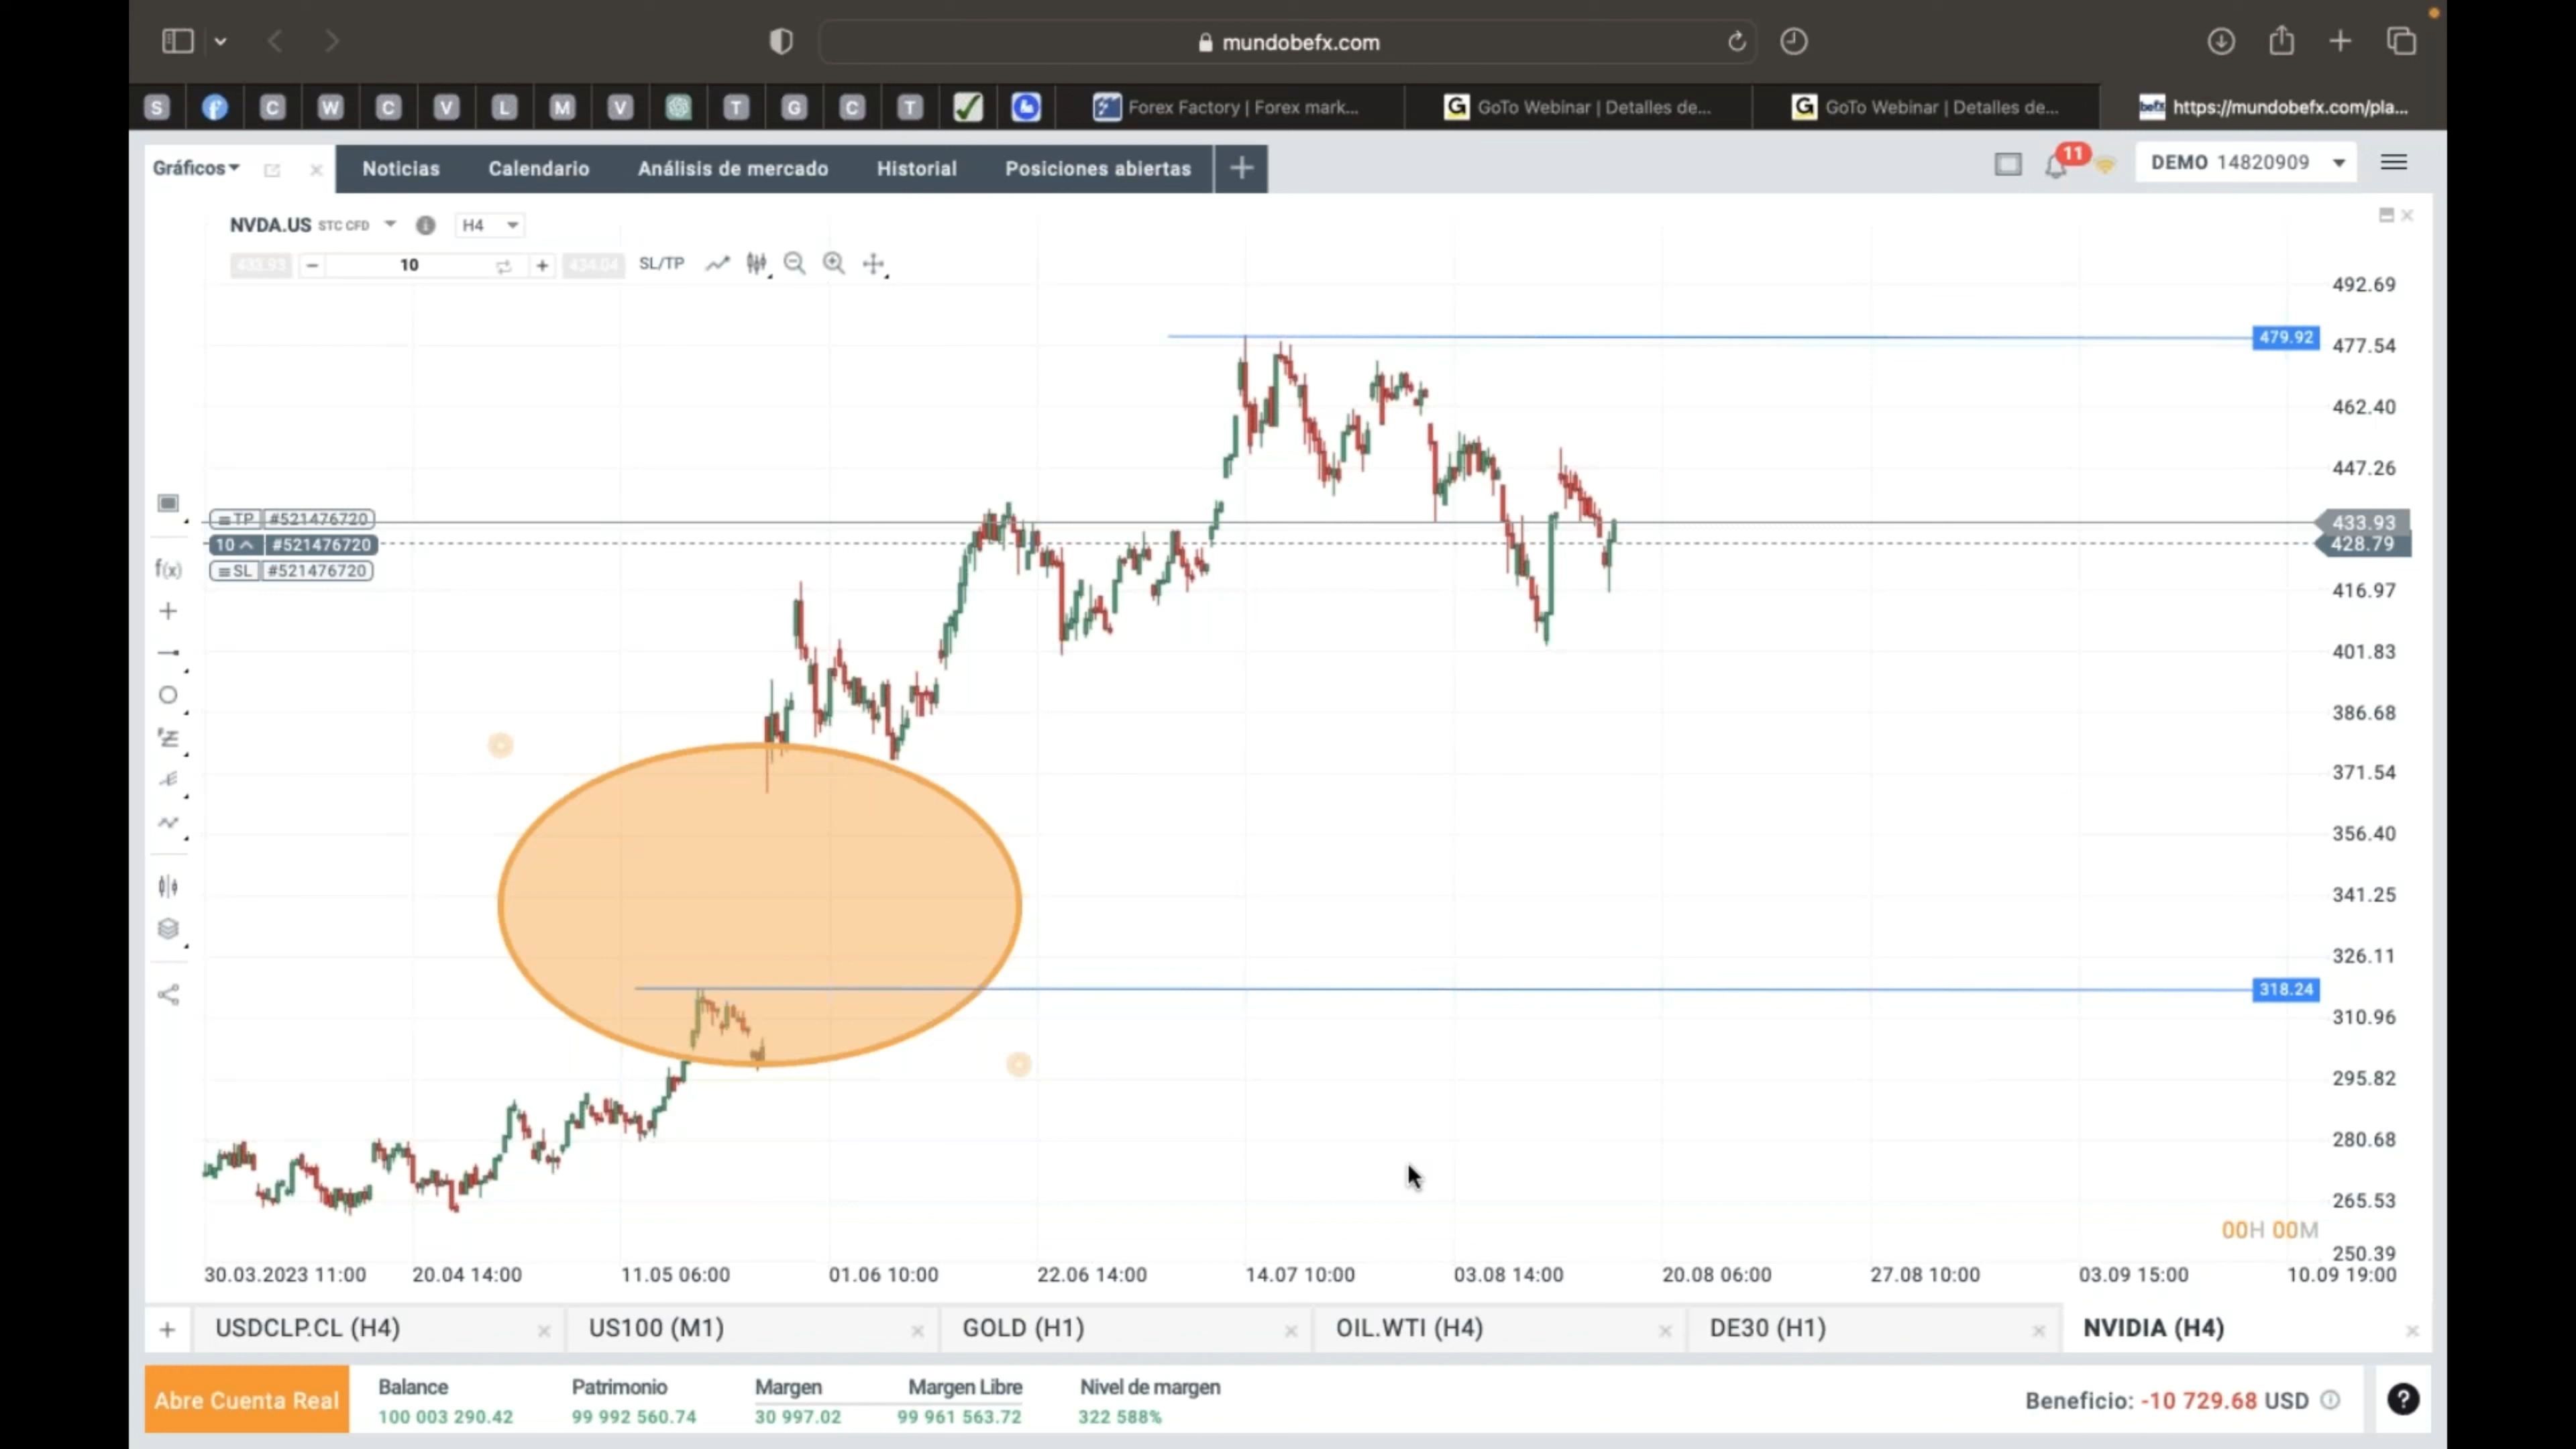 mundobefx.com
S
C
W
C
V
L
M
V
T
G
C
T
Forex Factory | Forex mark...
GoTo Webinar | Detalles de...
GoTo Webinar | Detalles de...
befx https://mundobefx.com/pla...
Gráficos
Noticias
Calendario
Análisis de mercado
Historial
Posiciones abiertas
11
DEMO 14820909
NVDA.US STC CFD
H4
433.93
10
434.04
SL/TP
492.69
479.92
477.54
462.40
447.26
TP #521476720
433.93
10 #521476720
428.79
SL #521476720
f(x)
416.97
401.83
386.68
371.54
356.40
341.25
326.11
318.24
310.96
295.82
280.68
265.53
00H 00M
250.39
30.03.2023 11:00
20.04 14:00
11.05 06:00
01.06 10:00
22.06 14:00
14.07 10:00
03.08 14:00
20.08 06:00
27.08 10:00
03.09 15:00
10.09 19:00
USDCLP.CL (H4)
US100 (M1)
GOLD (H1)
OIL.WTI (H4)
DE30 (H1)
NVIDIA (H4)
Abre Cuenta Real
Balance
100 003 290.42
Patrimonio
99 992 560.74
Margen
30 997.02
Margen Libre
99 961 563.72
Nivel de margen
322 588%
Beneficio: -10 729.68 USD